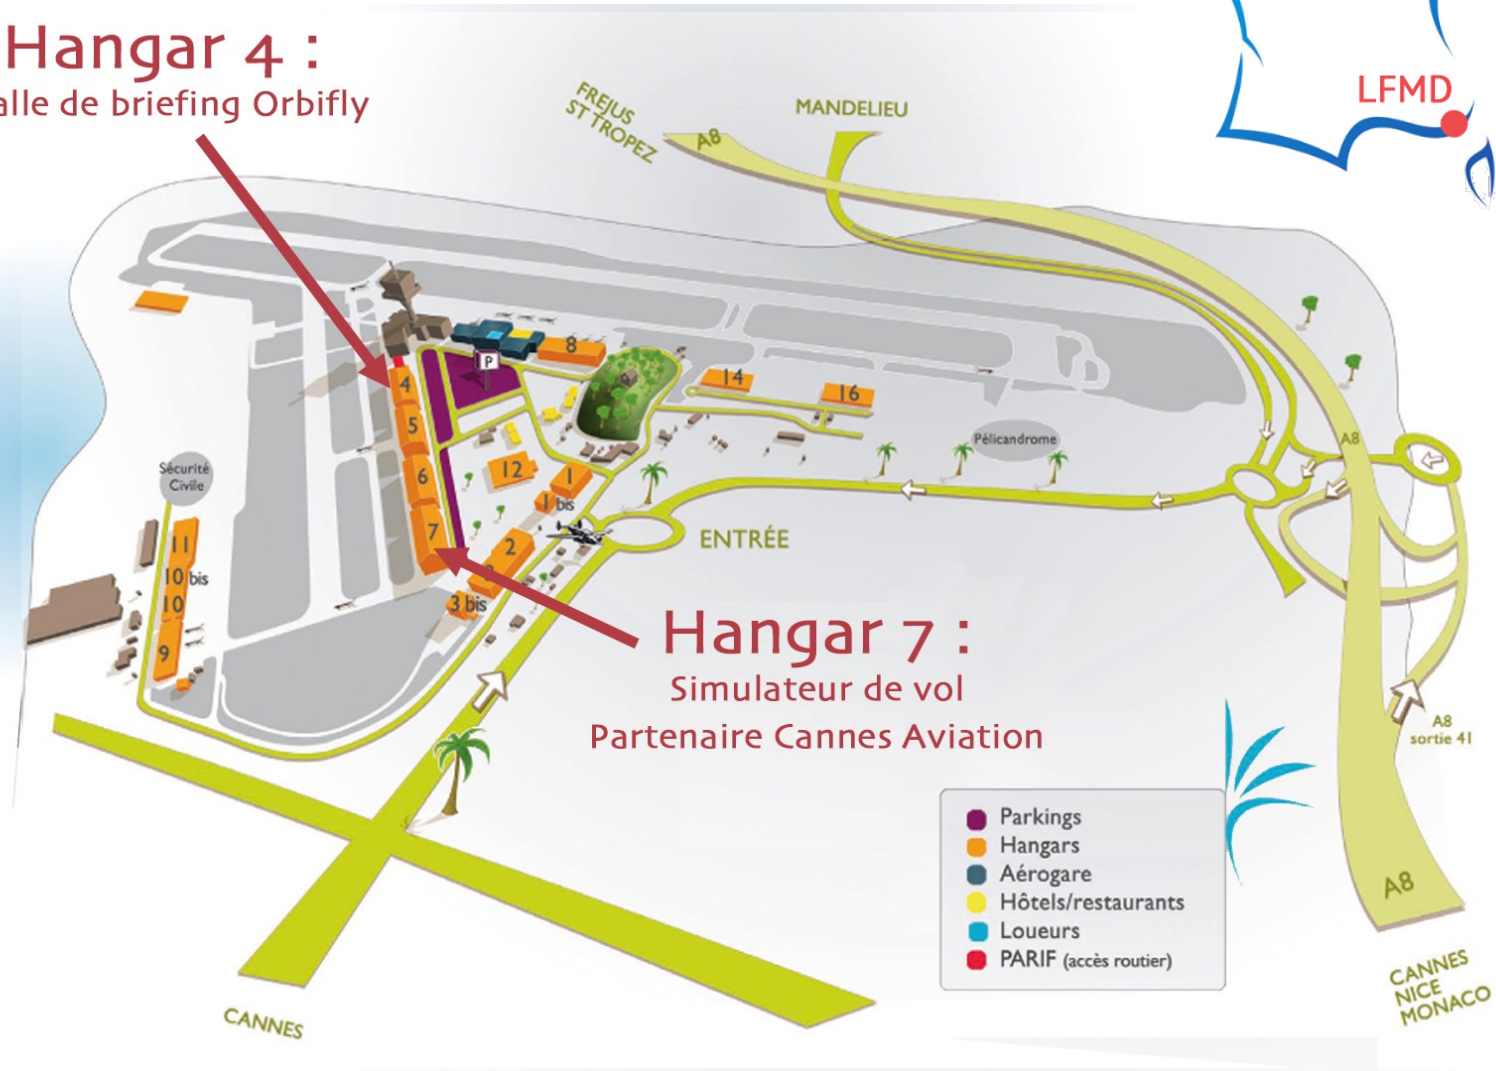 Hangar 4 :
alle de briefing Orbifly
LFMD
FREJUS
ST TROPEZ
MANDELIEU
A8
P
8
4
14
16
5
Pélicandrome
A8
Sécurité
Civile
6
12
1
1 bis
7
ENTRÉE
11
2
10 bis
10
3 bis
9
Hangar 7 :
Simulateur de vol
Partenaire Cannes Aviation
A8
sortie 41
Parkings
Hangars
Aérogare
Hôtels/restaurants
Loueurs
PARIF (accès routier)
A8
CANNES
NICE
MONACO
CANNES